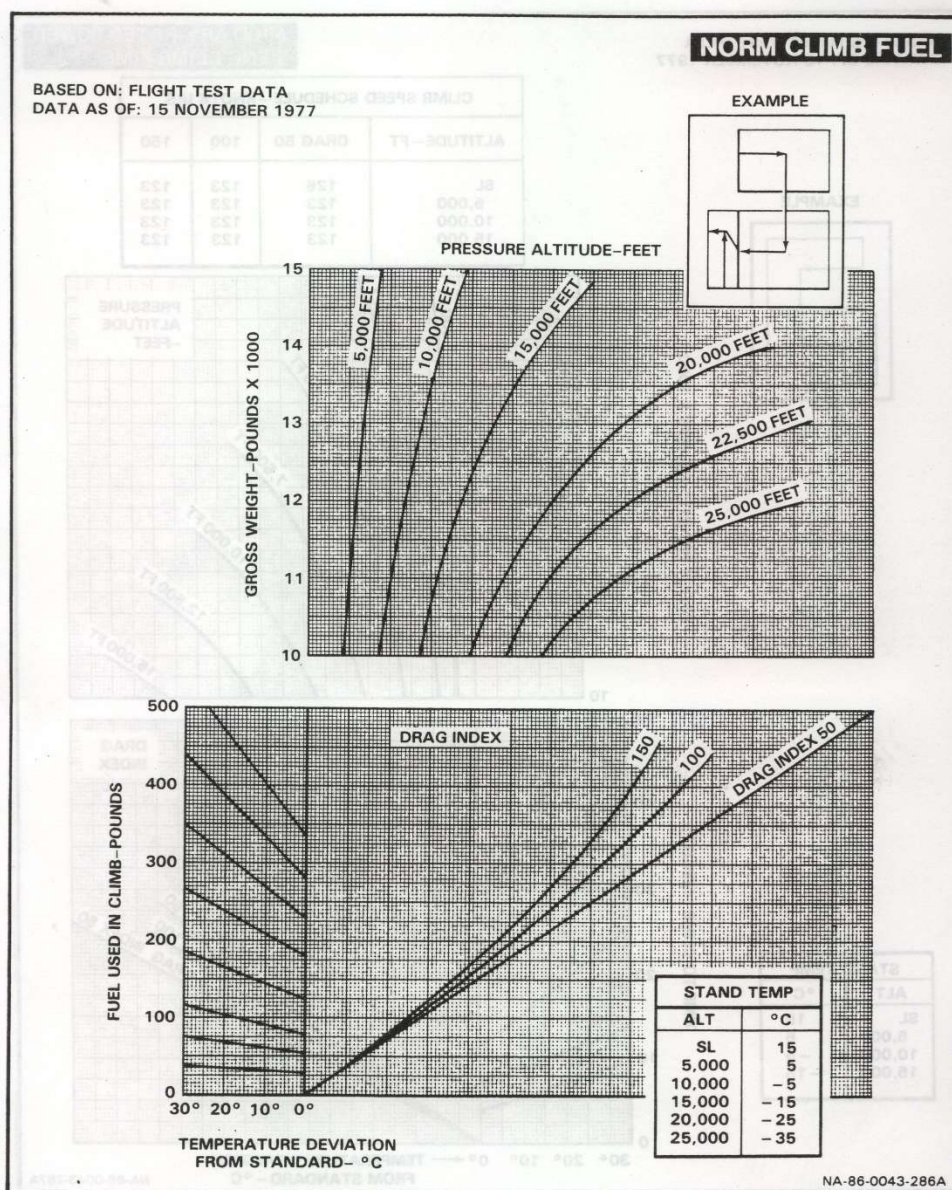 NORM CLIMB FUEL
BASED ON: FLIGHT TEST DATA
DATA AS OF: 15 NOVEMBER 1977
EXAMPLE
PRESSURE ALTITUDE–FEET
GROSS WEIGHT–POUNDS X 1000
15
14
13
12
11
10
5,000 FEET
10,000 FEET
15,000 FEET
20,000 FEET
22,500 FEET
25,000 FEET
FUEL USED IN CLIMB–POUNDS
500
400
300
200
100
0
DRAG INDEX
150
100
DRAG INDEX 50
30° 20° 10° 0°
TEMPERATURE DEVIATION
FROM STANDARD– °C
STAND TEMP
ALT °C
SL 15
5,000 5
10,000 –5
15,000 –15
20,000 –25
25,000 –35
NA-86-0043-286A